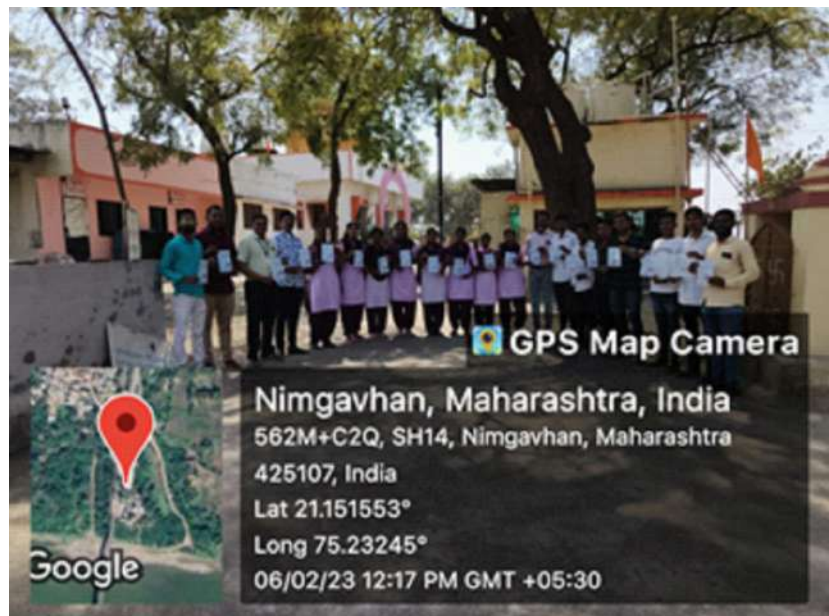 GPS Map Camera
Nimgavhan, Maharashtra, India
562M+C2Q, SH14, Nimgavhan, Maharashtra
425107, India
Lat 21.151553°
Long 75.23245°
06/02/23 12:17 PM GMT +05:30
Google